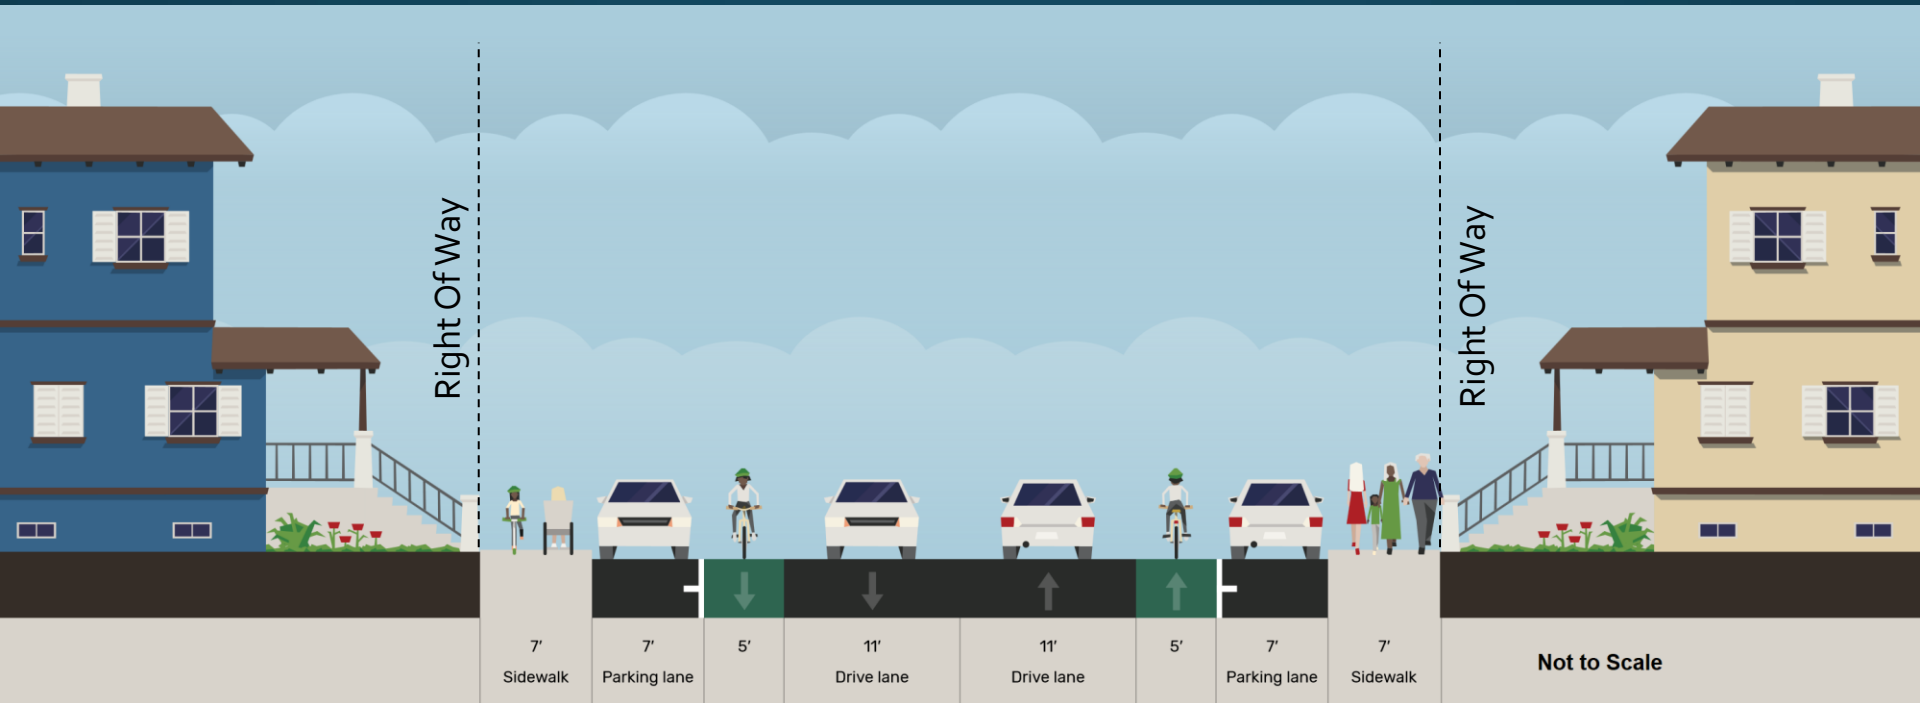 Right Of Way
Right Of Way
7′ 7′ 5′ 11′ 11′ 5′ 7′ 7′
Sidewalk Parking lane Drive lane Drive lane Parking lane Sidewalk
Not to Scale